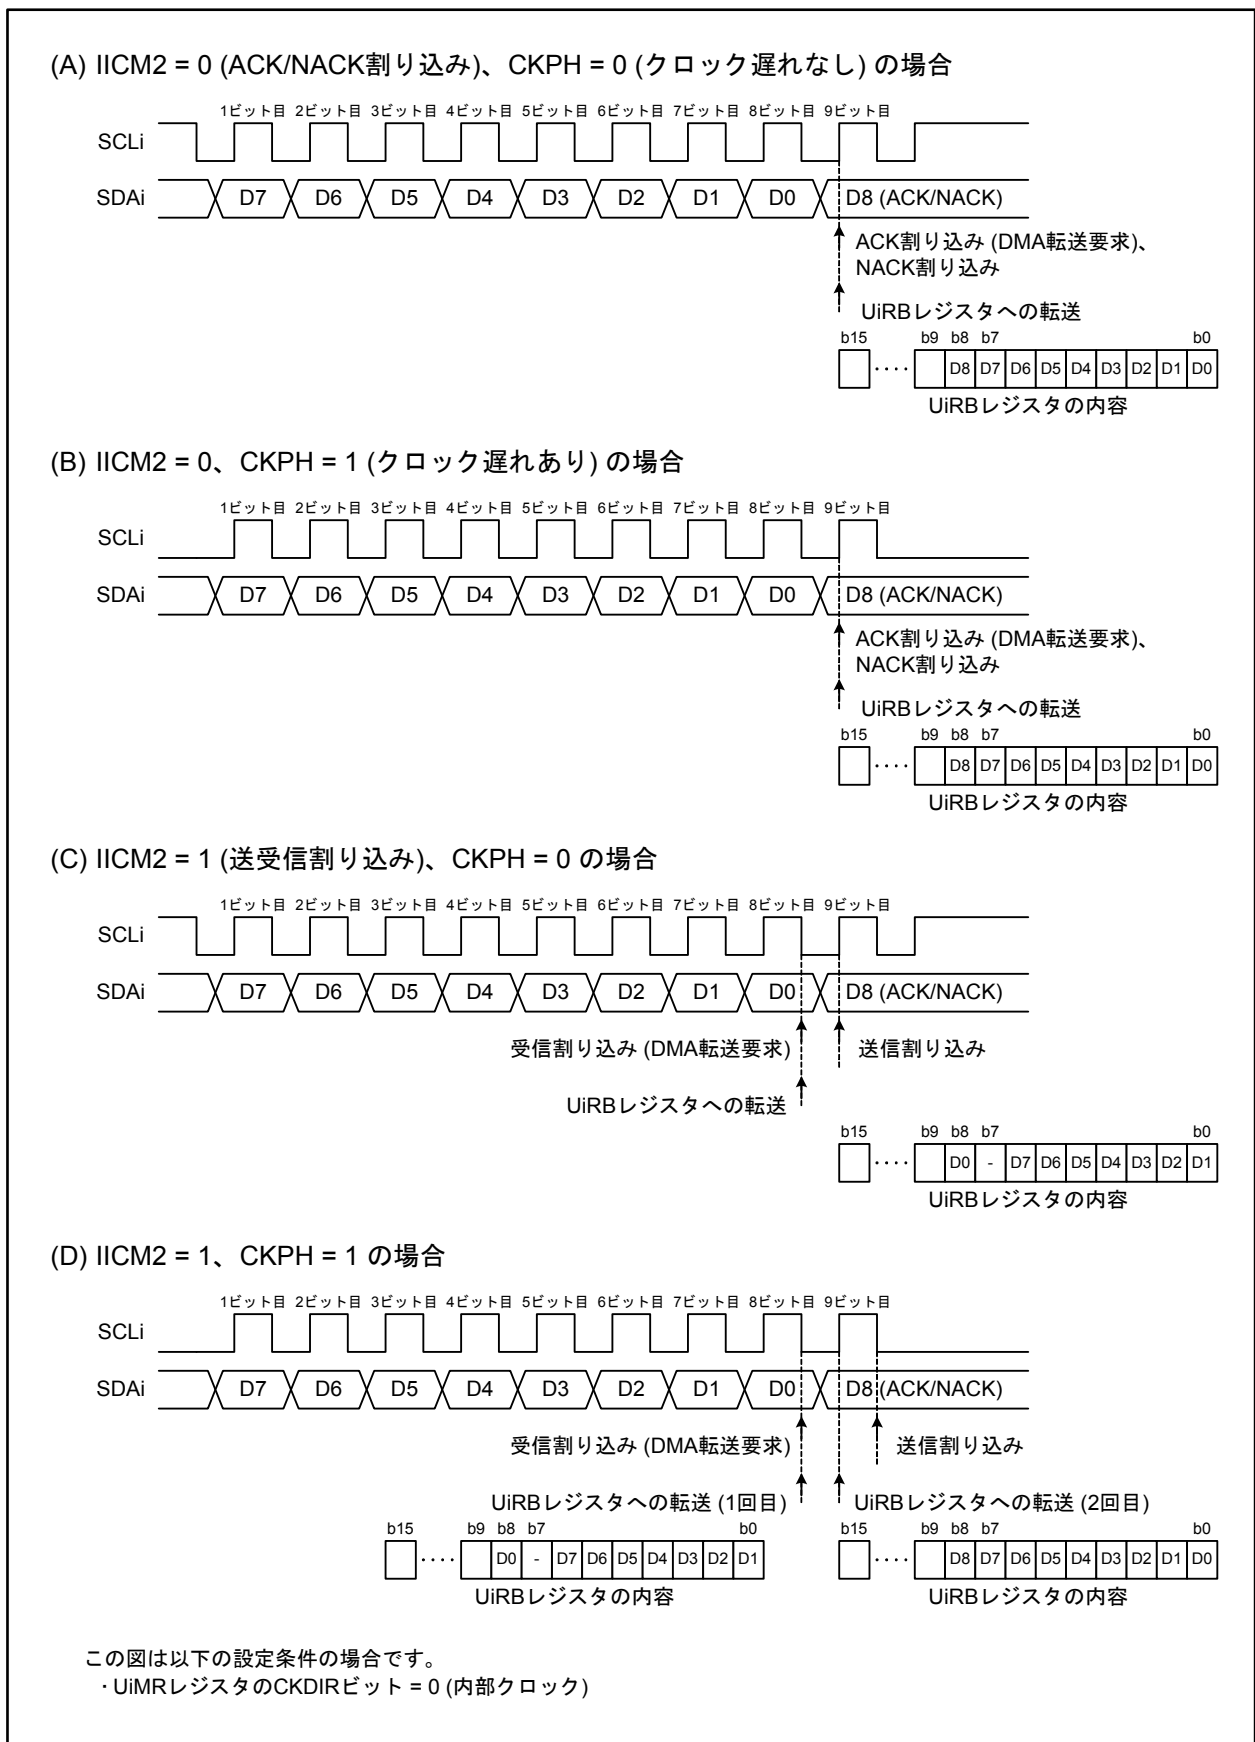 (A) IICM2 = 0 (ACK/NACK割り込み)、CKPH = 0 (クロック遅れなし) の場合
1ビット目 2ビット目 3ビット目 4ビット目 5ビット目 6ビット目 7ビット目 8ビット目 9ビット目
SCLi
SDAi D7 D6 D5 D4 D3 D2 D1 D0 D8 (ACK/NACK)
ACK割り込み (DMA転送要求)、
NACK割り込み
UiRBレジスタへの転送
b15 b9 b8 b7 b0
···· D8 D7 D6 D5 D4 D3 D2 D1 D0
UiRBレジスタの内容
(B) IICM2 = 0、CKPH = 1 (クロック遅れあり) の場合
1ビット目 2ビット目 3ビット目 4ビット目 5ビット目 6ビット目 7ビット目 8ビット目 9ビット目
SCLi
SDAi D7 D6 D5 D4 D3 D2 D1 D0 D8 (ACK/NACK)
ACK割り込み (DMA転送要求)、
NACK割り込み
UiRBレジスタへの転送
b15 b9 b8 b7 b0
···· D8 D7 D6 D5 D4 D3 D2 D1 D0
UiRBレジスタの内容
(C) IICM2 = 1 (送受信割り込み)、CKPH = 0 の場合
1ビット目 2ビット目 3ビット目 4ビット目 5ビット目 6ビット目 7ビット目 8ビット目 9ビット目
SCLi
SDAi D7 D6 D5 D4 D3 D2 D1 D0 D8 (ACK/NACK)
受信割り込み (DMA転送要求) 送信割り込み
UiRBレジスタへの転送
b15 b9 b8 b7 b0
···· D0 - D7 D6 D5 D4 D3 D2 D1
UiRBレジスタの内容
(D) IICM2 = 1、CKPH = 1 の場合
1ビット目 2ビット目 3ビット目 4ビット目 5ビット目 6ビット目 7ビット目 8ビット目 9ビット目
SCLi
SDAi D7 D6 D5 D4 D3 D2 D1 D0 D8 (ACK/NACK)
受信割り込み (DMA転送要求) 送信割り込み
UiRBレジスタへの転送 (1回目) UiRBレジスタへの転送 (2回目)
b15 b9 b8 b7 b0 b15 b9 b8 b7 b0
···· D0 - D7 D6 D5 D4 D3 D2 D1 ···· D8 D7 D6 D5 D4 D3 D2 D1 D0
UiRBレジスタの内容 UiRBレジスタの内容
この図は以下の設定条件の場合です。
・UiMRレジスタのCKDIRビット = 0 (内部クロック)